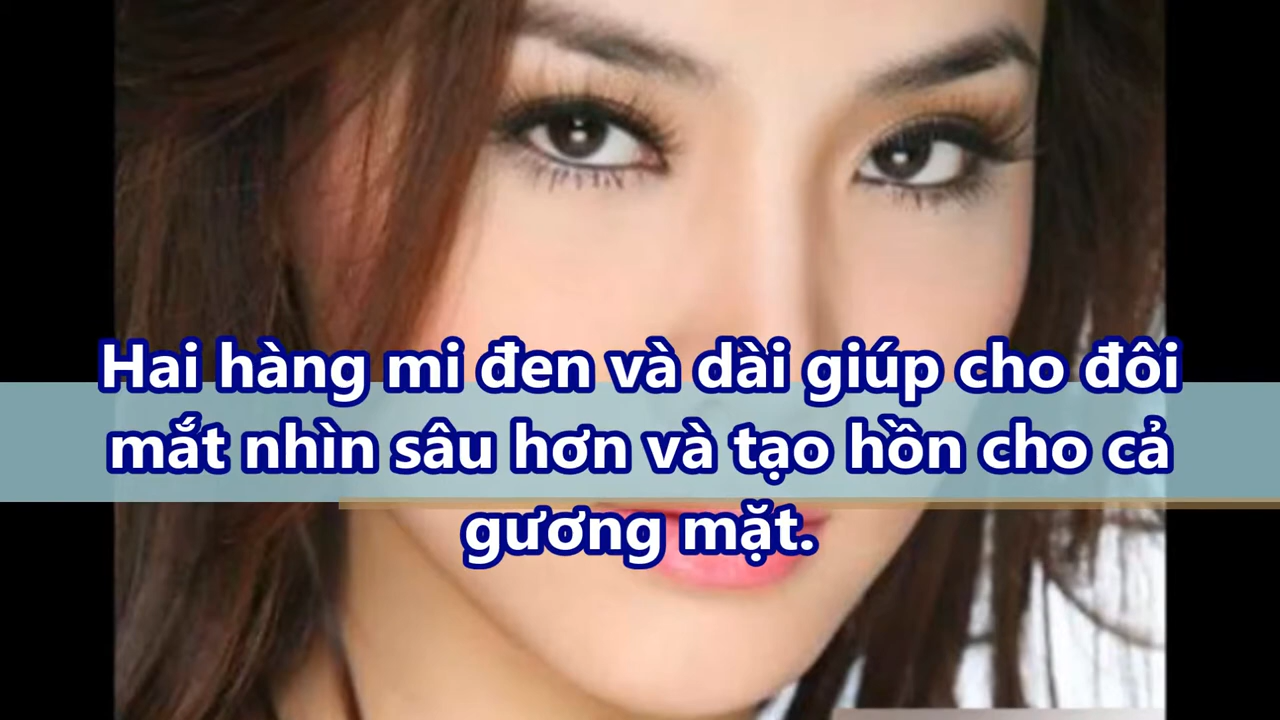 Hai hàng mi đen và dài giúp cho đôi
mắt nhìn sâu hơn và tạo hồn cho cả
gương mặt.